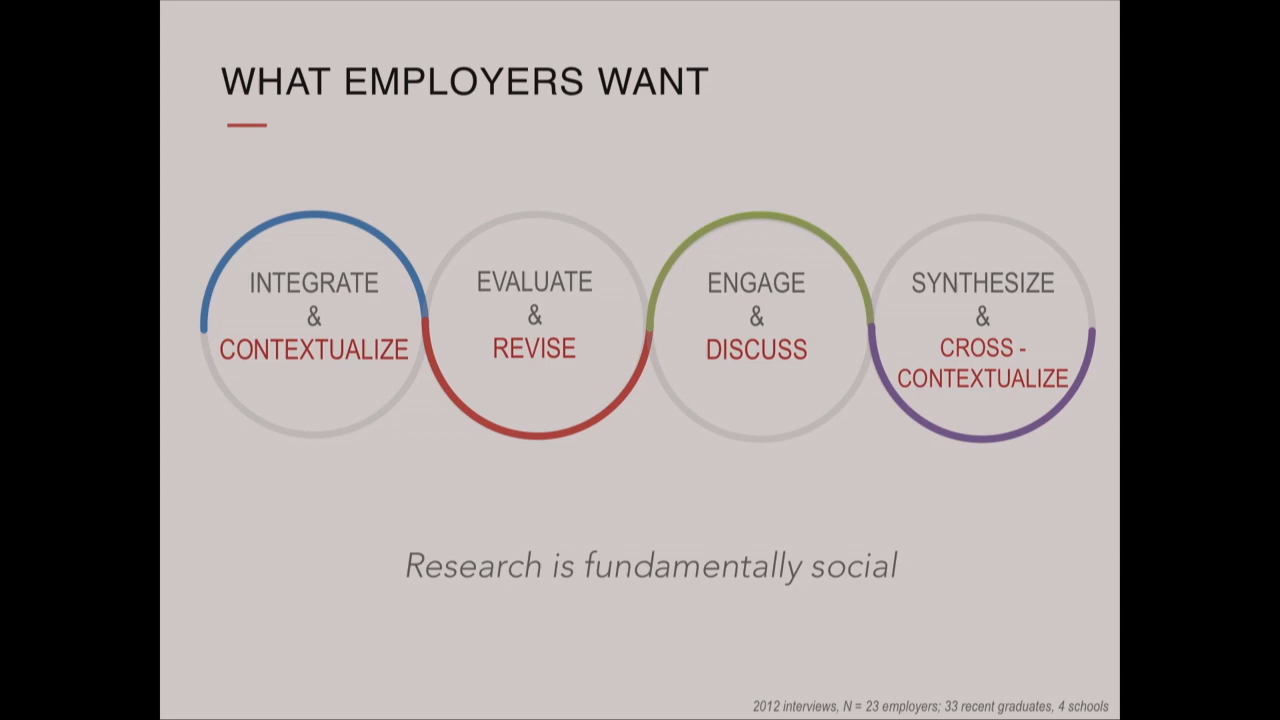 WHAT EMPLOYERS WANT
INTEGRATE
&
CONTEXTUALIZE
EVALUATE
&
REVISE
ENGAGE
&
DISCUSS
SYNTHESIZE
&
CROSS -
CONTEXTUALIZE
Research is fundamentally social
2012 interviews, N = 23 employers; 33 recent graduates, 4 schools